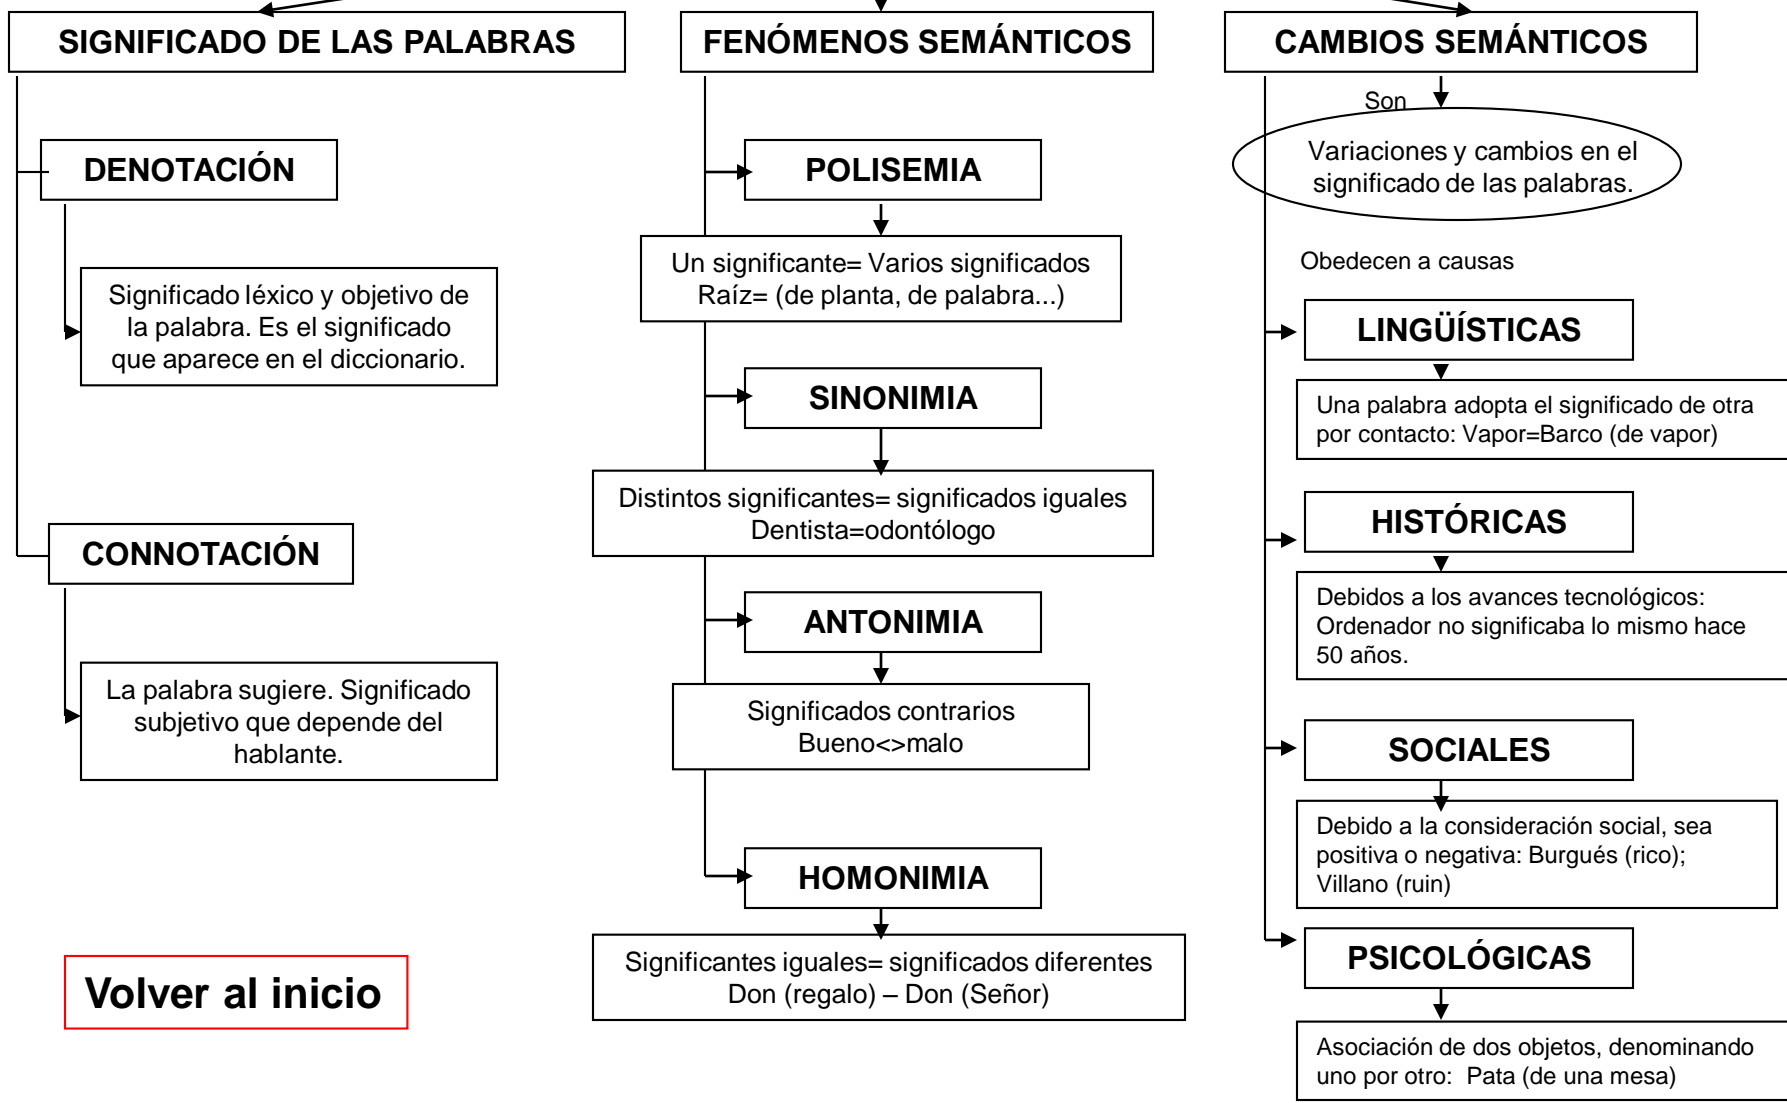 SIGNIFICADO DE LAS PALABRAS
DENOTACIÓN
Significado léxico y objetivo de
la palabra. Es el significado
que aparece en el diccionario.
CONNOTACIÓN
La palabra sugiere. Significado
subjetivo que depende del
hablante.
Volver al inicio
FENÓMENOS SEMÁNTICOS
POLISEMIA
Un significante= Varios significados
Raíz= (de planta, de palabra...)
SINONIMIA
Distintos significantes= significados iguales
Dentista=odontólogo
ANTONIMIA
Significados contrarios
Bueno<>malo
HOMONIMIA
Significantes iguales= significados diferentes
Don (regalo) – Don (Señor)
CAMBIOS SEMÁNTICOS
Son
Variaciones y cambios en el
significado de las palabras.
Obedecen a causas
LINGÜÍSTICAS
Una palabra adopta el significado de otra
por contacto: Vapor=Barco (de vapor)
HISTÓRICAS
Debidos a los avances tecnológicos:
Ordenador no significaba lo mismo hace
50 años.
SOCIALES
Debido a la consideración social, sea
positiva o negativa: Burgués (rico);
Villano (ruin)
PSICOLÓGICAS
Asociación de dos objetos, denominando
uno por otro: Pata (de una mesa)